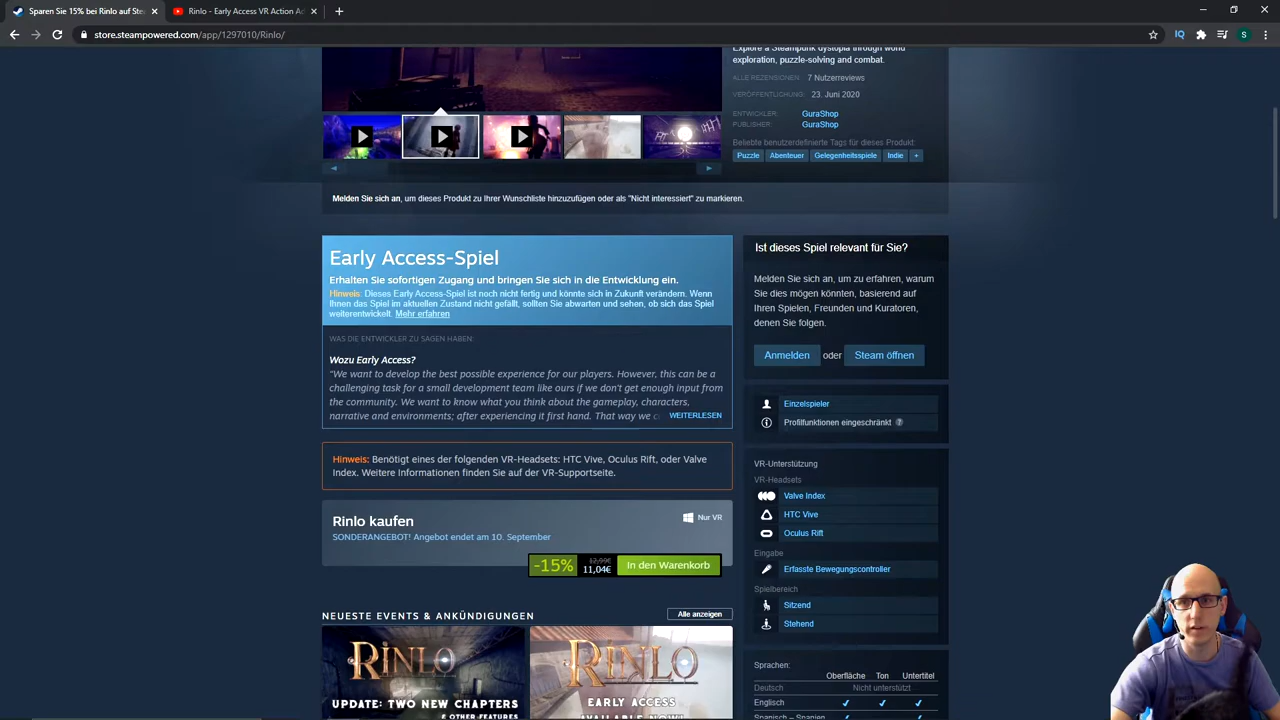 Sparen Sie 15% bei Rinlo auf Ste
Rinlo - Early Access VR Action Ad
store.steampowered.com/app/1297010/Rinlo/
IQ
S
Explore a Steampunk dystopia through world
exploration, puzzle-solving and combat.
ALLE REZENSIONEN: 7 Nutzerreviews
VERÖFFENTLICHUNG: 23. Juni 2020
ENTWICKLER: GuraShop
PUBLISHER: GuraShop
Beliebte benutzerdefinierte Tags für dieses Produkt
Puzzle Abenteuer Gelegenheitsspiele Indie +
Melden Sie sich an, um dieses Produkt zu Ihrer Wunschliste hinzuzufügen oder als "Nicht interessiert" zu markieren.
Early Access-Spiel
Erhalten Sie sofortigen Zugang und bringen Sie sich in die Entwicklung ein.
Hinweis: Dieses Early Access-Spiel ist noch nicht fertig und könnte sich in Zukunft verändern. Wenn
Ihnen das Spiel im aktuellen Zustand nicht gefällt, sollten Sie abwarten und sehen, ob sich das Spiel
weiterentwickelt. Mehr erfahren
WAS DIE ENTWICKLER ZU SAGEN HABEN:
Wozu Early Access?
"We want to develop the best possible experience for our players. However, this can be a
challenging task for a small development team like ours if we don't get enough input from
the community. We want to know what you think about the gameplay, characters,
narrative and environments; after experiencing it first hand. That way we c WEITERLESEN
Hinweis: Benötigt eines der folgenden VR-Headsets: HTC Vive, Oculus Rift, oder Valve
Index. Weitere Informationen finden Sie auf der VR-Supportseite.
Rinlo kaufen
Nur VR
SONDERANGEBOT! Angebot endet am 10. September
-15% 12,99€ 11,04€ In den Warenkorb
NEUESTE EVENTS & ANKÜNDIGUNGEN
Alle anzeigen
RINLO
UPDATE: TWO NEW CHAPTERS
& OTHER FEATURES
RINLO
EARLY ACCESS
AVAILABLE NOW!
Ist dieses Spiel relevant für Sie?
Melden Sie sich an, um zu erfahren, warum
Sie dies mögen könnten, basierend auf
Ihren Spielen, Freunden und Kuratoren,
denen Sie folgen.
Anmelden oder Steam öffnen
Einzelspieler
Profilfunktionen eingeschränkt ?
VR-Unterstützung
VR-Headsets
Valve Index
HTC Vive
Oculus Rift
Eingabe
Erfasste Bewegungscontroller
Spielbereich
Sitzend
Stehend
Sprachen:
Oberfläche Ton Untertitel
Deutsch Nicht unterstützt
Englisch ✔ ✔ ✔
Spanisch – Spanien